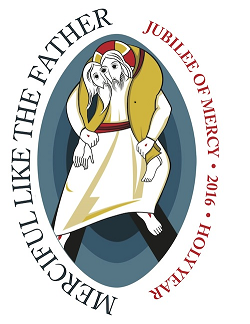 MERCIFUL LIKE THE FATHER
JUBILEE OF MERCY • 2016 • HOLY YEAR